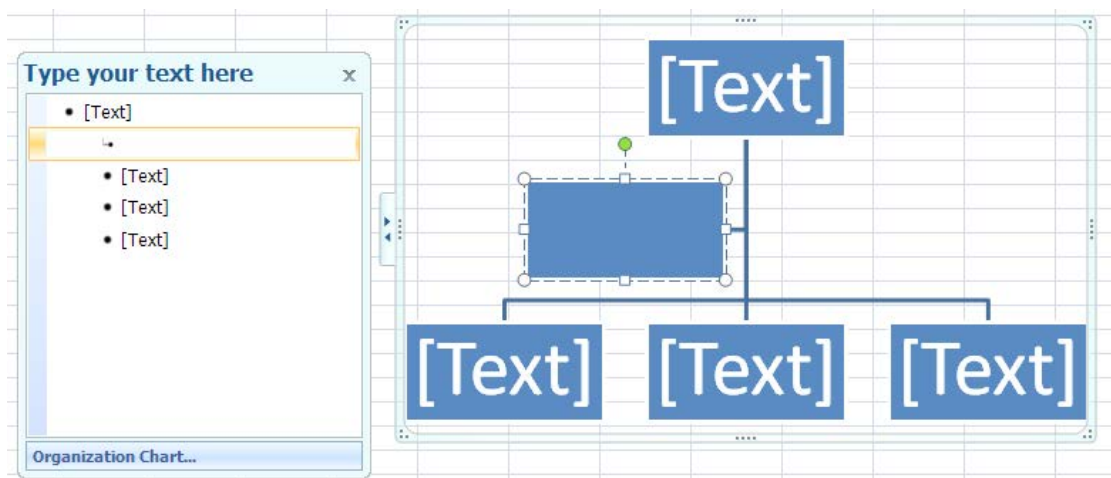 Type your text here
x
[Text]
[Text]
[Text]
[Text]
Organization Chart...
[Text]
[Text] [Text] [Text]